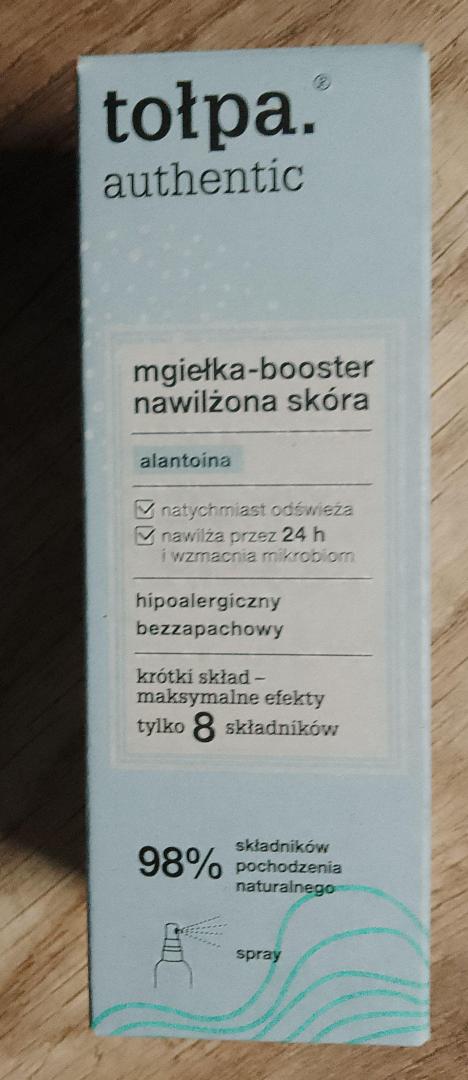 tołpa.®
authentic
mgiełka-booster
nawilżona skóra
alantoina
natychmiast odświeża
nawilża przez 24 h
i wzmacnia mikrobiom
hipoalergiczny
bezzapachowy
krótki skład –
maksymalne efekty
tylko 8 składników
98% składników
pochodzenia
naturalnego
spray